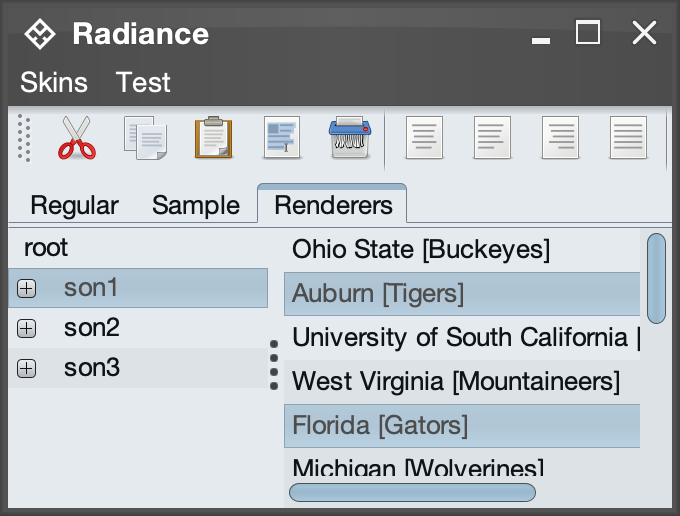 Radiance
Skins Test
Regular Sample Renderers
root
son1
son2
son3
Ohio State [Buckeyes]
Auburn [Tigers]
University of South California [
West Virginia [Mountaineers]
Florida [Gators]
Michigan [Wolverines]